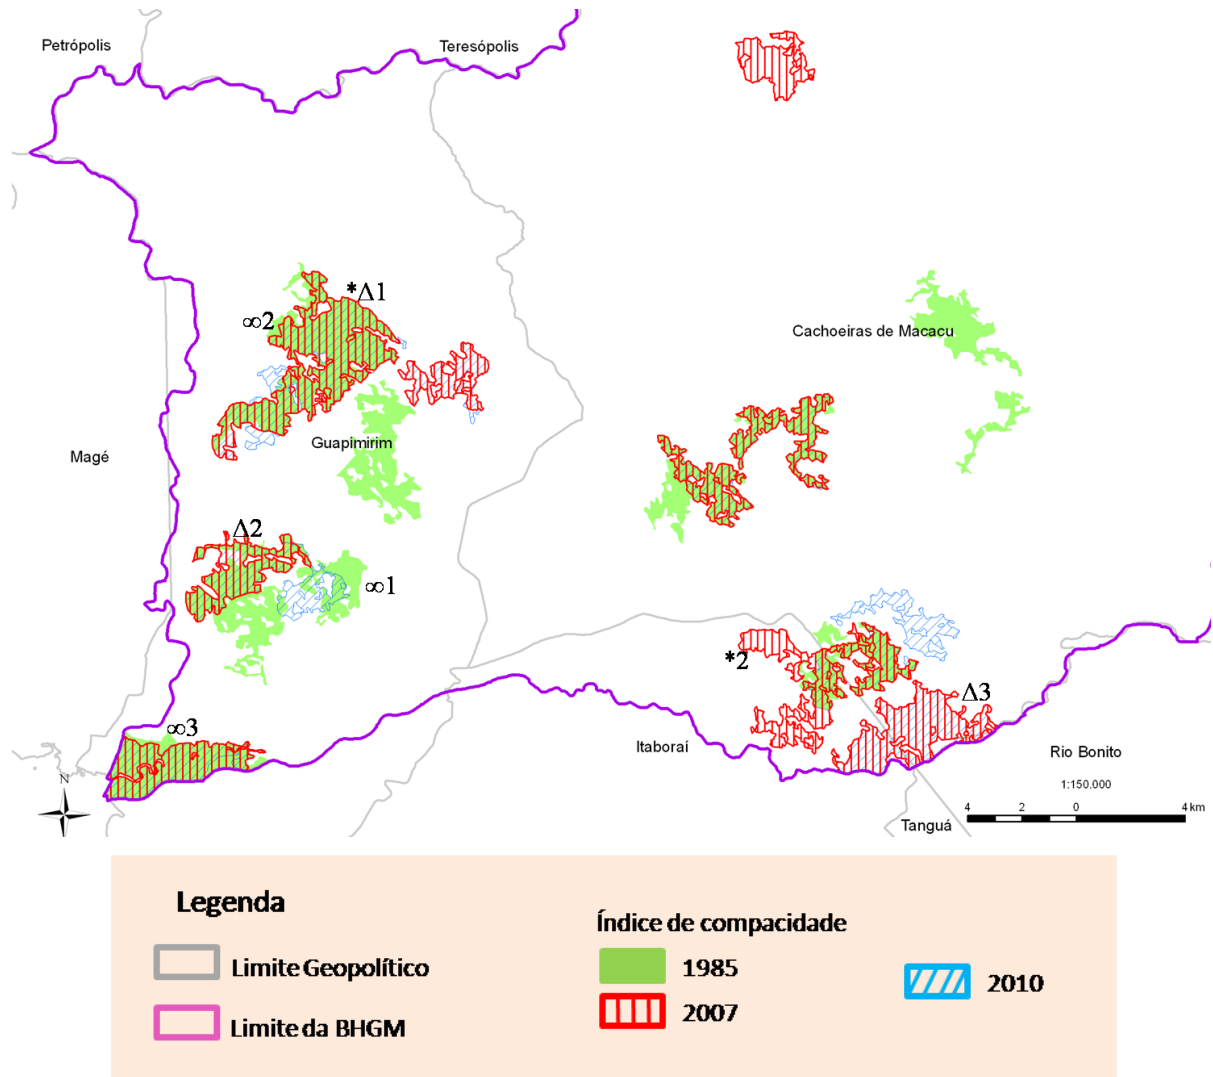 Petrópolis
Teresópolis
*Δ1
∞2
Cachoeiras de Macacu
Guapimirim
Magé
Δ2
∞1
*2
Δ3
∞3
Itaboraí
Rio Bonito
N
1:150.000
4 2 0 4 km
Tanguá
Legenda
Limite Geopolítico
Limite da BHGM
Índice de compacidade
1985
2007
2010